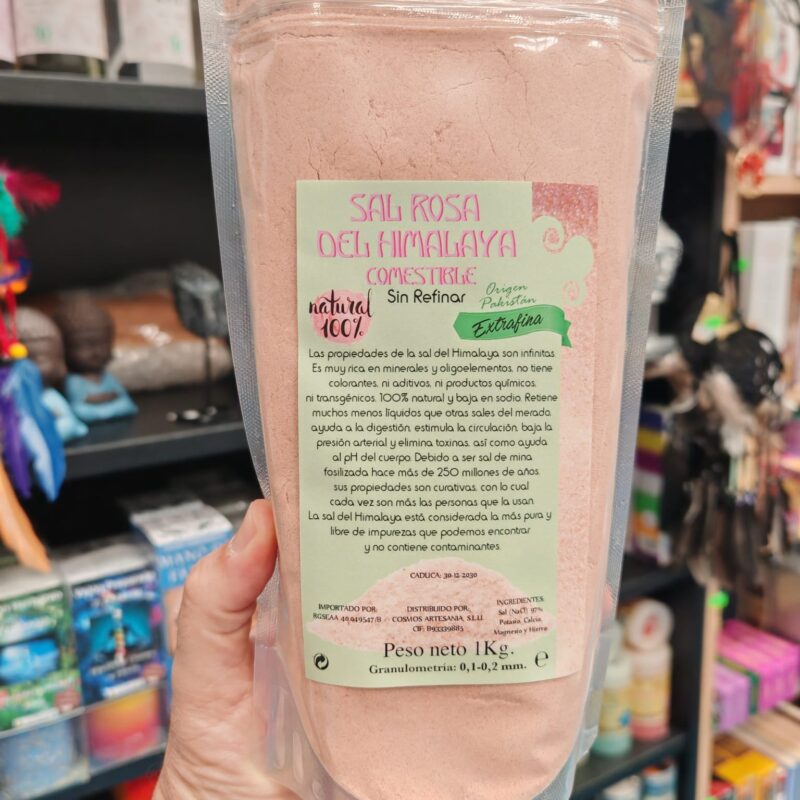 SAL ROSA
DEL HIMALAYA
COMESTIBLE
Sin Refinar
natural
100%
Origen
Pakistán
Extrafina
Las propiedades de la sal del Himalaya son infinitas.
Es muy rica en minerales y oligoelementos, no tiene
colorantes, ni aditivos, ni productos químicos,
ni transgénicos. 100% natural y baja en sodio. Retiene
muchos menos líquidos que otras sales del merado,
ayuda a la digestión, estimula la circulación, baja la
presión arterial y elimina toxinas, así como ayuda
al pH del cuerpo. Debido a ser sal de mina
fosilizada hace más de 250 millones de años,
sus propiedades son curativas, con lo cual
cada vez son más las personas que la usan.
La sal del Himalaya está considerada la más pura y
libre de impurezas que podemos encontrar
y no contiene contaminantes.
CADUCA: 30-12-2030
IMPORTADO POR:
RGSEAA 40.049547/B
DISTRIBUIDO POR:
COSMOS ARTESANIA, S.L.U.
CIF: B93339885
INGREDIENTES:
Sal (NaCl) 97%
Potasio, Calcio,
Magnesio y Hierro
Peso neto 1Kg.
Granulometría: 0,1-0,2 mm.
e